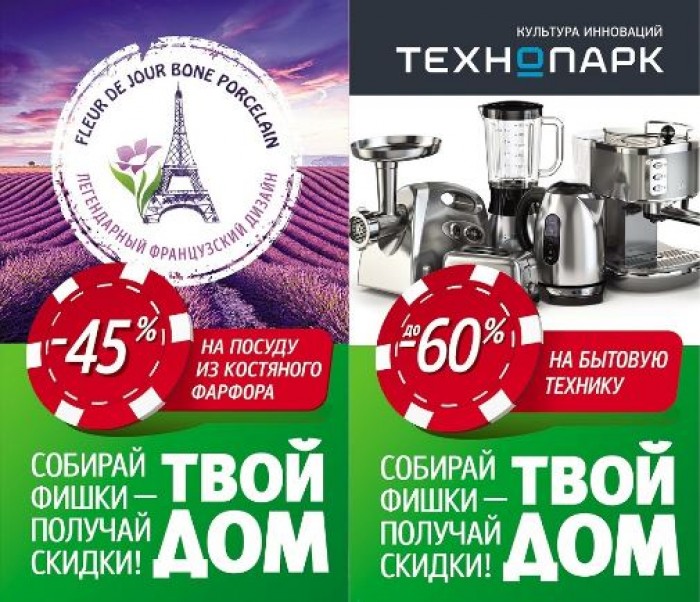 FLEUR DE JOUR BONE PORCELAIN
ЛЕГЕНДАРНЫЙ ФРАНЦУЗСКИЙ ДИЗАЙН
-45%
НА ПОСУДУ
ИЗ КОСТЯНОГО
ФАРФОРА
СОБИРАЙ
ФИШКИ —
ПОЛУЧАЙ
СКИДКИ!
ТВОЙ
ДОМ
КУЛЬТУРА ИННОВАЦИЙ
ТЕХНОПАРК
ДО
-60%
НА БЫТОВУЮ
ТЕХНИКУ
СОБИРАЙ
ФИШКИ —
ПОЛУЧАЙ
СКИДКИ!
ТВОЙ
ДОМ